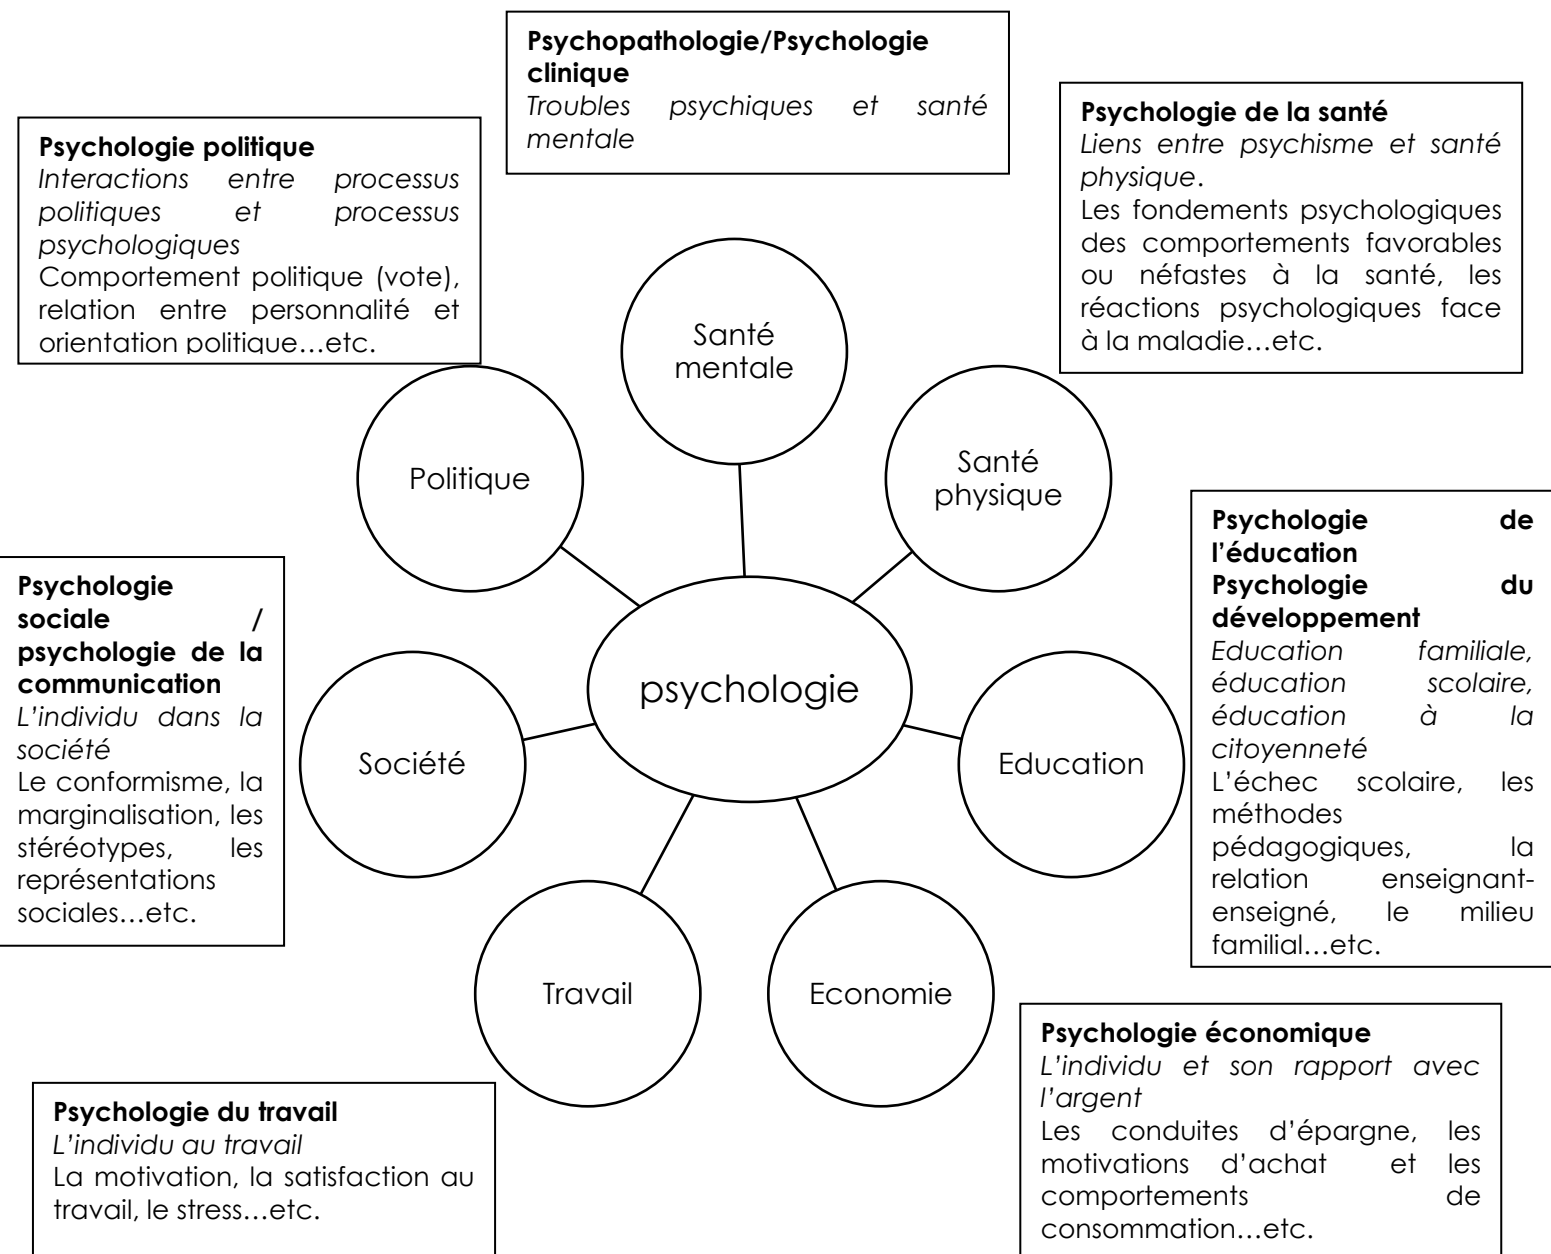 Psychopathologie/Psychologie
clinique
Troubles psychiques et santé
mentale
Psychologie de la santé
Liens entre psychisme et santé
physique.
Les fondements psychologiques
des comportements favorables
ou néfastes à la santé, les
réactions psychologiques face
à la maladie…etc.
Psychologie politique
Interactions entre processus
politiques et processus
psychologiques
Comportement politique (vote),
relation entre personnalité et
orientation politique…etc.
Santé
mentale
Politique
Santé
physique
Psychologie de
l’éducation
Psychologie du
développement
Education familiale,
éducation scolaire,
éducation à la
citoyenneté
L’échec scolaire, les
méthodes
pédagogiques, la
relation enseignant-
enseigné, le milieu
familial…etc.
Psychologie
sociale /
psychologie de la
communication
L’individu dans la
société
Le conformisme, la
marginalisation, les
stéréotypes, les
représentations
sociales…etc.
psychologie
Société
Education
Travail
Economie
Psychologie économique
L’individu et son rapport avec
l’argent
Les conduites d’épargne, les
motivations d’achat et les
comportements de
consommation…etc.
Psychologie du travail
L’individu au travail
La motivation, la satisfaction au
travail, le stress…etc.